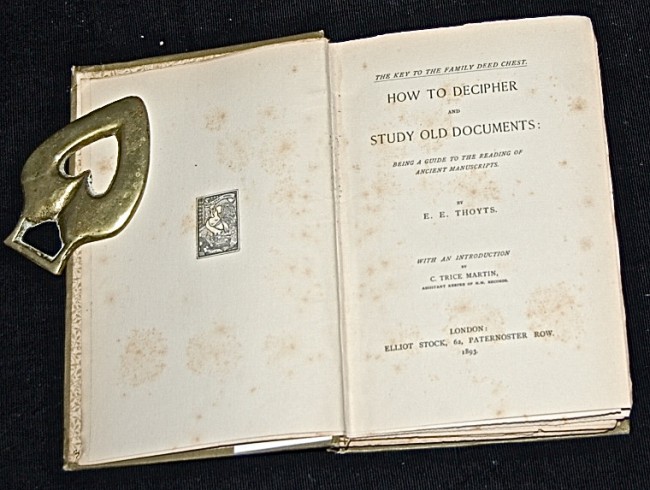 THE KEY TO THE FAMILY DEED CHEST.
HOW TO DECIPHER
AND
STUDY OLD DOCUMENTS:
BEING A GUIDE TO THE READING OF
ANCIENT MANUSCRIPTS.
BY
E. E. THOYTS.
WITH AN INTRODUCTION
BY
C. TRICE MARTIN,
ASSISTANT KEEPER OF H.M. RECORDS.
LONDON:
ELLIOT STOCK, 62, PATERNOSTER ROW.
1893.